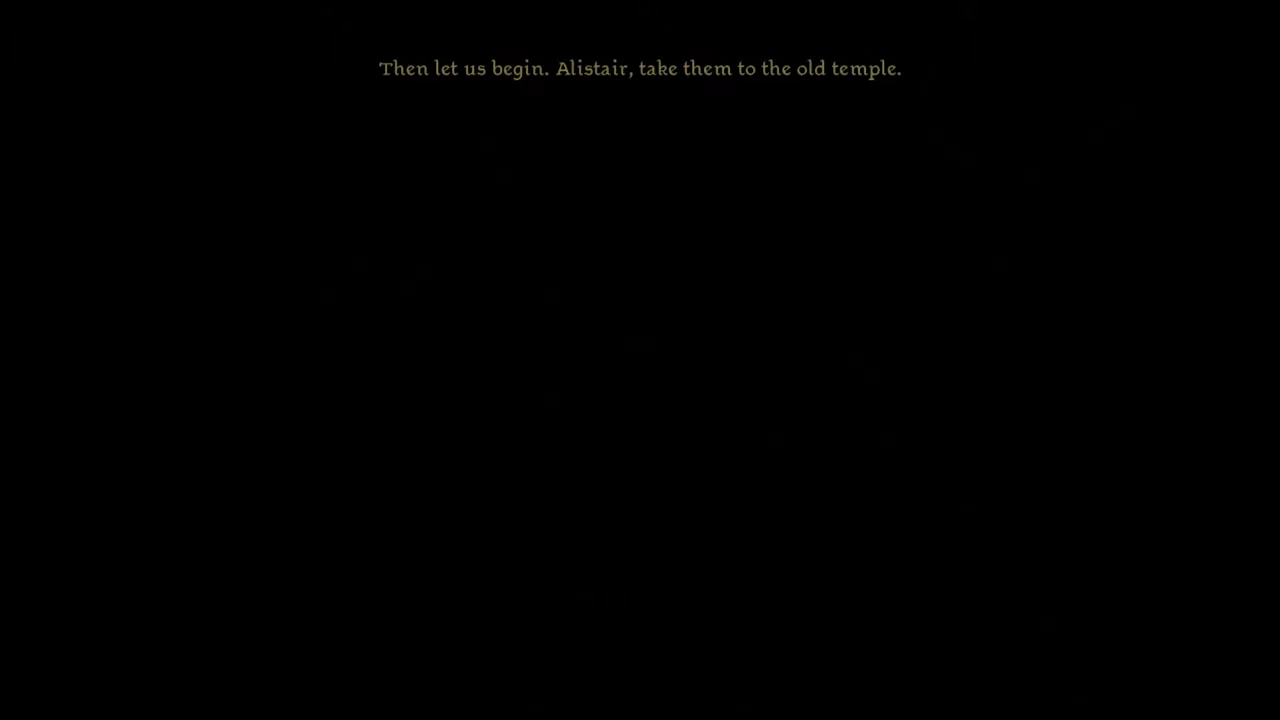 Then let us begin. Alistair, take them to the old temple.